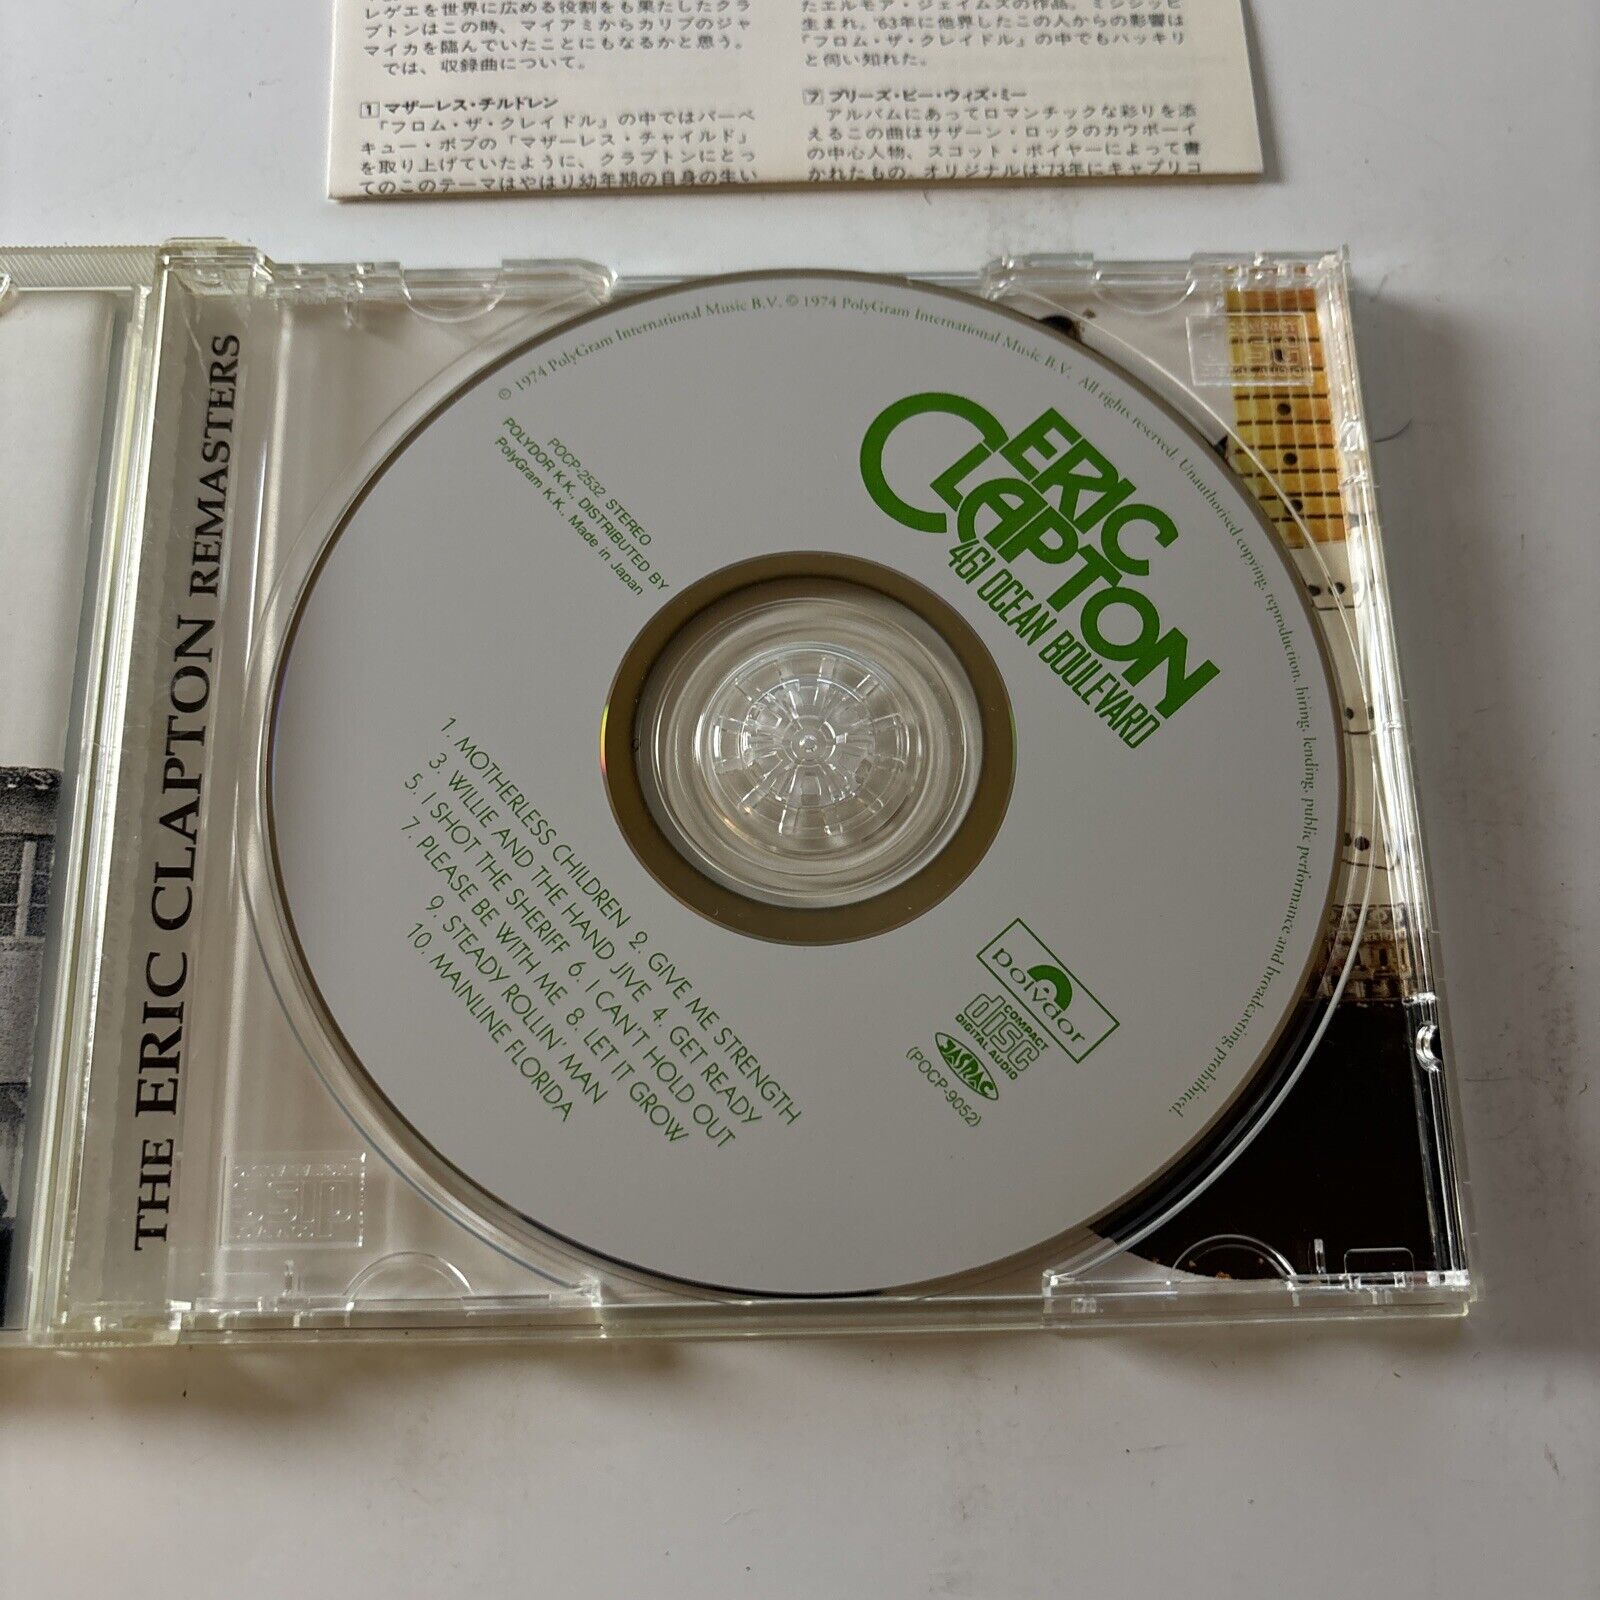 レゲエを世界に広める役割をも果たしたクラ
プトンはこの時、マイアミからカリブのジャ
マイカを臨んでいたことにもなるかと思う。
では、収録曲について。
1 マザーレス・チルドレン
「フロム・ザ・クレイドル」の中ではバーベ
キュー・ボブの「マザーレス・チャイルド」
を取り上げていたように、クラプトンにとっ
てのこのテーマはやはり幼年期の自身の生い
たエルモア・ジェイムズの作品。ミシシッピ
生まれ。'63年に他界したこの人からの影響は
「フロム・ザ・クレイドル」の中でもハッキリ
と伺い知れた。
7 プリーズ・ビー・ウィズ・ミー
アルバムにあってロマンチックな彩りを添
えるこの曲はサザーン・ロックのカウボーイ
の中心人物、スコット・ボイヤーによって書
かれたもの。オリジナルは'73年にキャプリコ
THE ERIC CLAPTON REMASTERS
℗ 1974 PolyGram International Music B.V. © 1974 PolyGram International Music B.V. All rights reserved. Unauthorised copying, reproduction, hiring, lending, public performance and broadcasting prohibited.
ERIC
CLAPTON
461 OCEAN BOULEVARD
POCP-2532 STEREO
POLYDOR K.K., DISTRIBUTED BY
PolyGram K.K., Made in Japan
1. MOTHERLESS CHILDREN 2. GIVE ME STRENGTH
3. WILLIE AND THE HAND JIVE 4. GET READY
5. I SHOT THE SHERIFF 6. I CAN'T HOLD OUT
7. PLEASE BE WITH ME 8. LET IT GROW
9. STEADY ROLLIN' MAN
10. MAINLINE FLORIDA
polydor
COMPACT
disc
DIGITAL AUDIO
JASRAC
(POCP-9052)